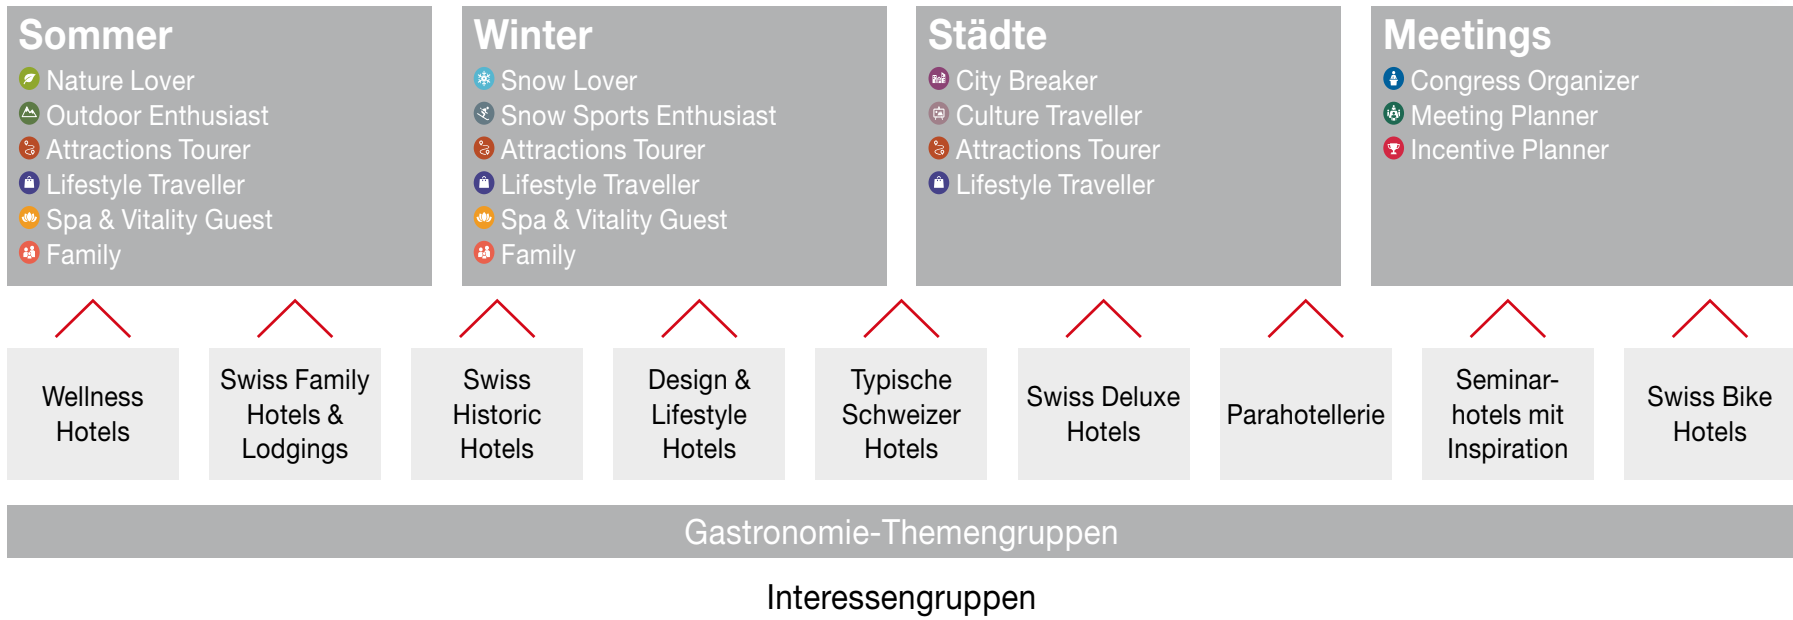 Sommer
Nature Lover
Outdoor Enthusiast
Attractions Tourer
Lifestyle Traveller
Spa & Vitality Guest
Family
Winter
Snow Lover
Snow Sports Enthusiast
Attractions Tourer
Lifestyle Traveller
Spa & Vitality Guest
Family
Städte
City Breaker
Culture Traveller
Attractions Tourer
Lifestyle Traveller
Meetings
Congress Organizer
Meeting Planner
Incentive Planner
Wellness
Hotels
Swiss Family
Hotels &
Lodgings
Swiss
Historic
Hotels
Design &
Lifestyle
Hotels
Typische
Schweizer
Hotels
Swiss Deluxe
Hotels
Parahotellerie
Seminar-
hotels mit
Inspiration
Swiss Bike
Hotels
Gastronomie-Themengruppen
Interessengruppen